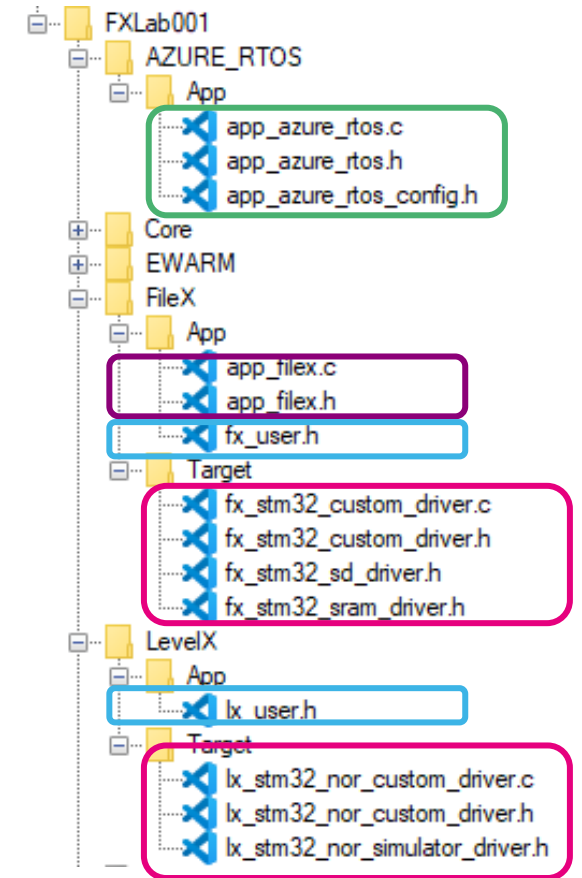 FXLab001
AZURE_RTOS
App
app_azure_rtos.c
app_azure_rtos.h
app_azure_rtos_config.h
Core
EWARM
FileX
App
app_filex.c
app_filex.h
fx_user.h
Target
fx_stm32_custom_driver.c
fx_stm32_custom_driver.h
fx_stm32_sd_driver.h
fx_stm32_sram_driver.h
LevelX
App
lx_user.h
Target
lx_stm32_nor_custom_driver.c
lx_stm32_nor_custom_driver.h
lx_stm32_nor_simulator_driver.h